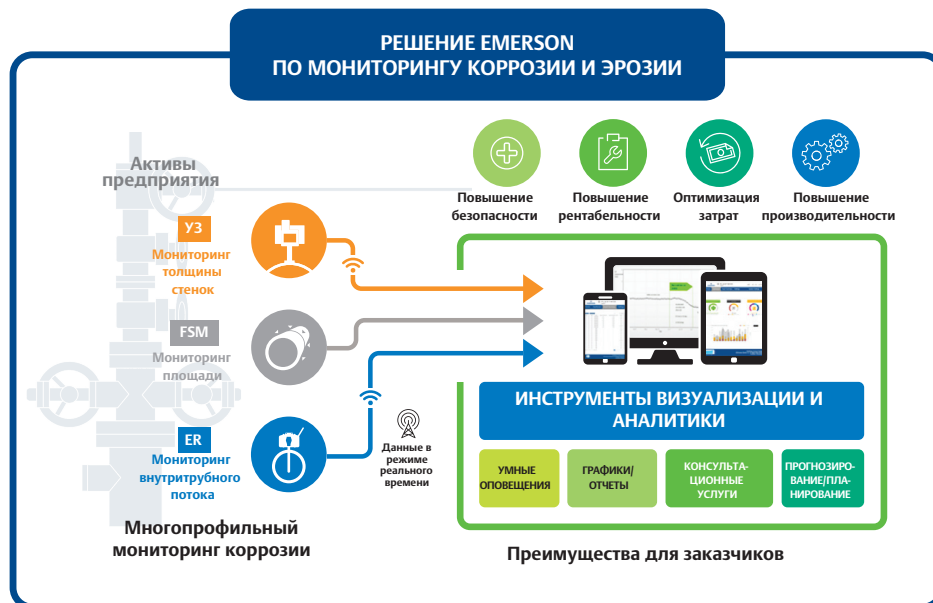 РЕШЕНИЕ EMERSON
ПО МОНИТОРИНГУ КОРРОЗИИ И ЭРОЗИИ
Активы
предприятия
Повышение
безопасности
Повышение
рентабельности
Оптимизация
затрат
Повышение
производительности
УЗ
Мониторинг
толщины
стенок
FSM
Мониторинг
площади
ER
Мониторинг
внутритрубного
потока
Данные в
режиме
реального
времени
Многопрофильный
мониторинг коррозии
ИНСТРУМЕНТЫ ВИЗУАЛИЗАЦИИ И
АНАЛИТИКИ
УМНЫЕ
ОПОВЕЩЕНИЯ
ГРАФИКИ/
ОТЧЕТЫ
КОНСУЛЬТА-
ЦИОННЫЕ
УСЛУГИ
ПРОГНОЗИРО-
ВАНИЕ/ПЛА-
НИРОВАНИЕ
Преимущества для заказчиков